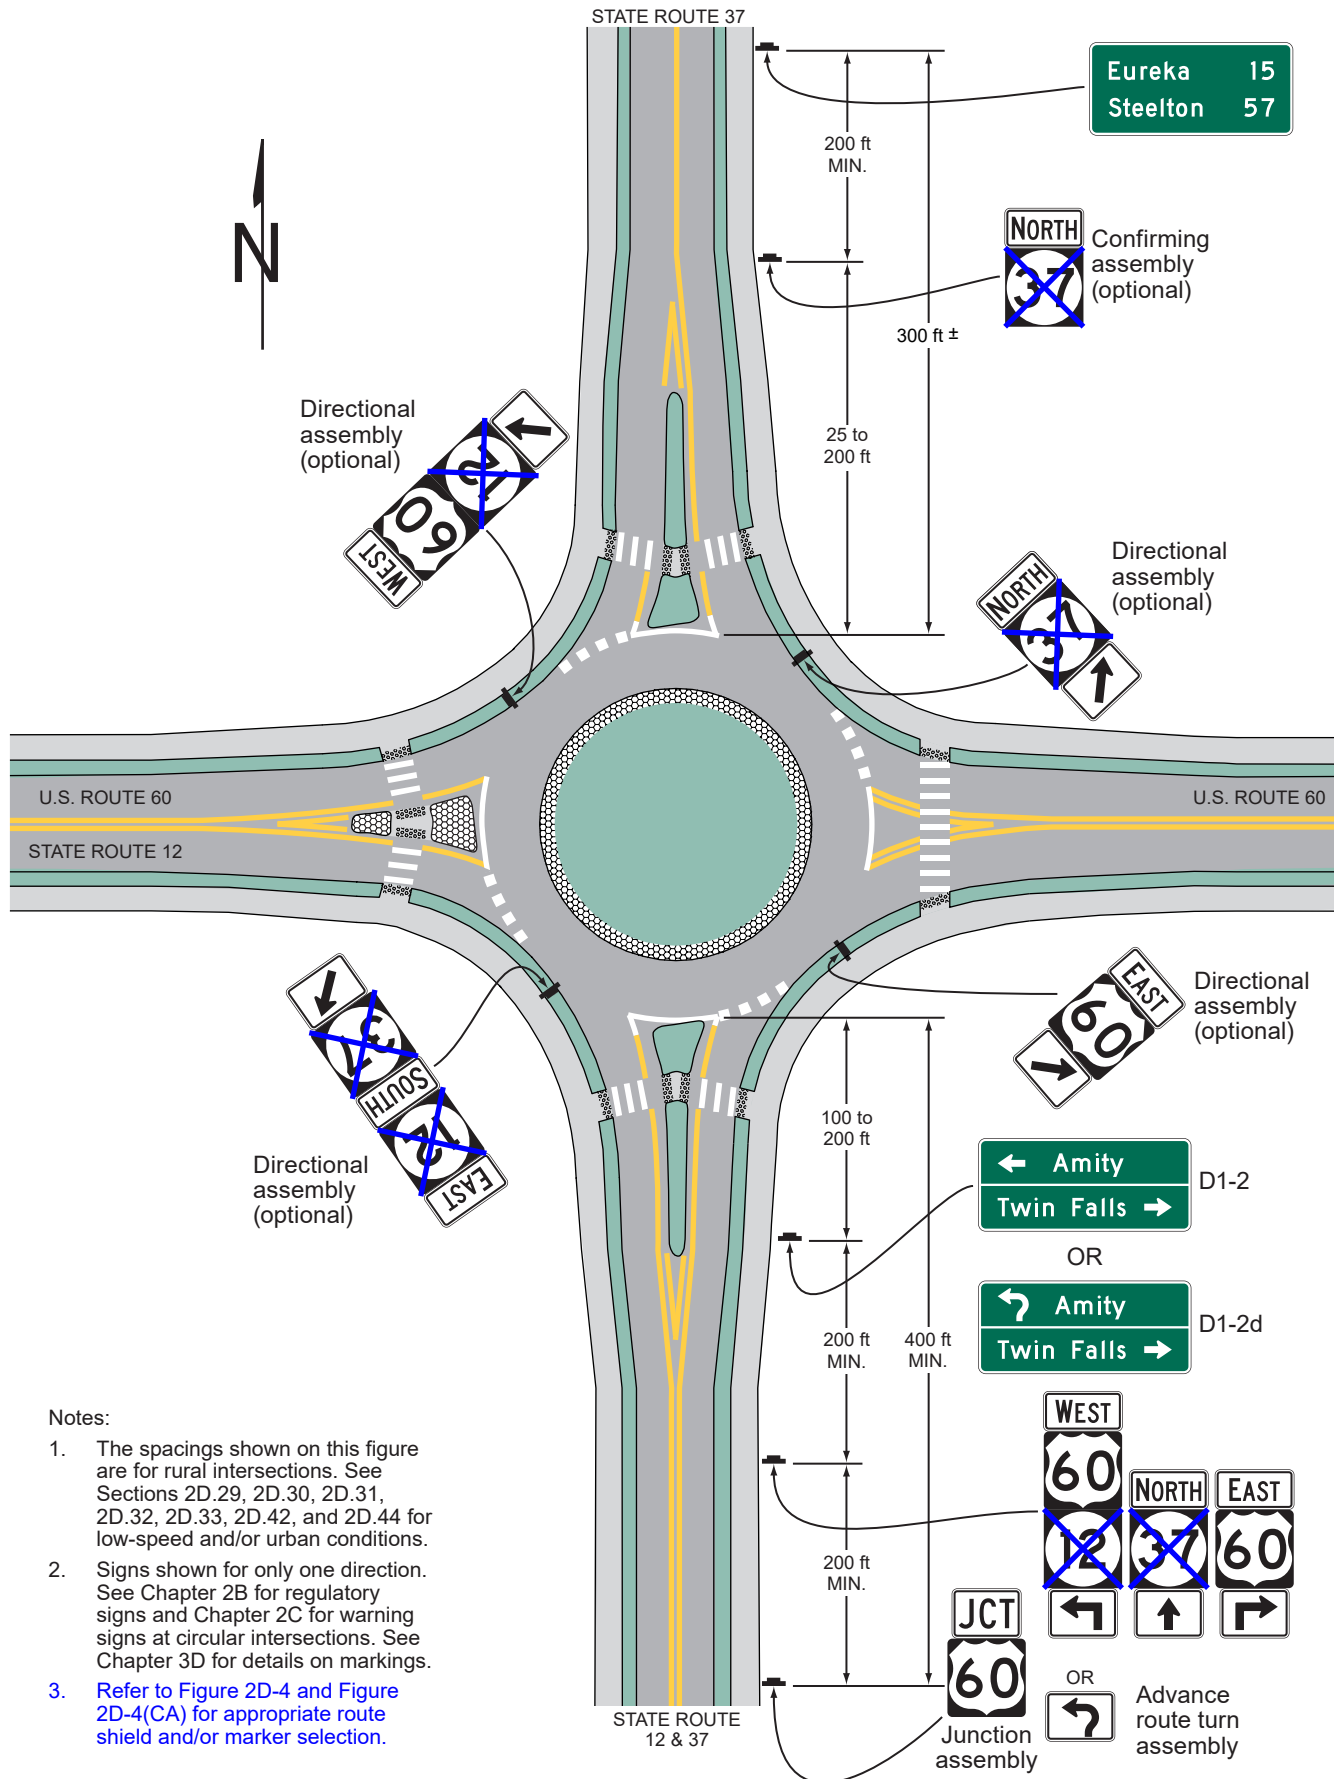 STATE ROUTE 37
Eureka 15
Steelton 57
200 ft
MIN.
N
NORTH
37
Confirming
assembly
(optional)
300 ft ±
Directional
assembly
(optional)
12
60
WEST
25 to
200 ft
Directional
assembly
(optional)
NORTH
37
U.S. ROUTE 60
STATE ROUTE 12
U.S. ROUTE 60
37
SOUTH
12
EAST
Directional
assembly
(optional)
EAST
60
Directional
assembly
(optional)
100 to
200 ft
Amity
Twin Falls
D1-2
OR
Amity
Twin Falls
D1-2d
200 ft
MIN.
400 ft
MIN.
WEST
60
NORTH
EAST
12
37
60
200 ft
MIN.
JCT
60
Junction
assembly
OR
Advance
route turn
assembly
STATE ROUTE
12 & 37
Notes:
1. The spacings shown on this figure
are for rural intersections. See
Sections 2D.29, 2D.30, 2D.31,
2D.32, 2D.33, 2D.42, and 2D.44 for
low-speed and/or urban conditions.
2. Signs shown for only one direction.
See Chapter 2B for regulatory
signs and Chapter 2C for warning
signs at circular intersections. See
Chapter 3D for details on markings.
3. Refer to Figure 2D-4 and Figure
2D-4(CA) for appropriate route
shield and/or marker selection.